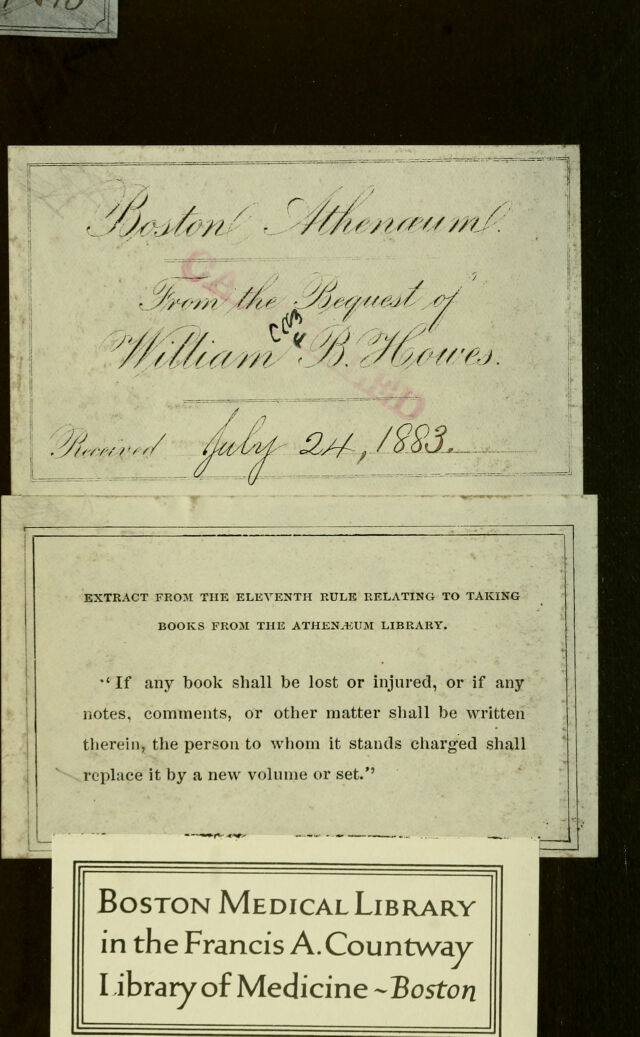 Boston Athenæum.
CANCELLED
From the Bequest of
William B. Howes.
Received July 24, 1883.
EXTRACT FROM THE ELEVENTH RULE RELATING TO TAKING
BOOKS FROM THE ATHENÆUM LIBRARY.
"If any book shall be lost or injured, or if any
notes, comments, or other matter shall be written
therein, the person to whom it stands charged shall
replace it by a new volume or set."
BOSTON MEDICAL LIBRARY
in the Francis A. Countway
Library of Medicine ~ Boston